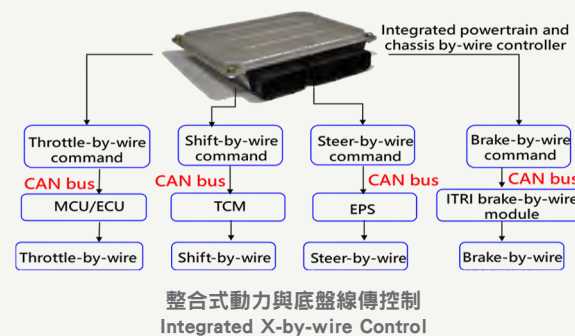 Integrated powertrain and
chassis by-wire controller
Throttle-by-wire
command
Shift-by-wire
command
Steer-by-wire
command
Brake-by-wire
command
CAN bus
CAN bus
CAN bus
CAN bus
MCU/ECU
TCM
EPS
ITRI brake-by-wire
module
Throttle-by-wire
Shift-by-wire
Steer-by-wire
Brake-by-wire
整合式動力與底盤線傳控制
Integrated X-by-wire Control